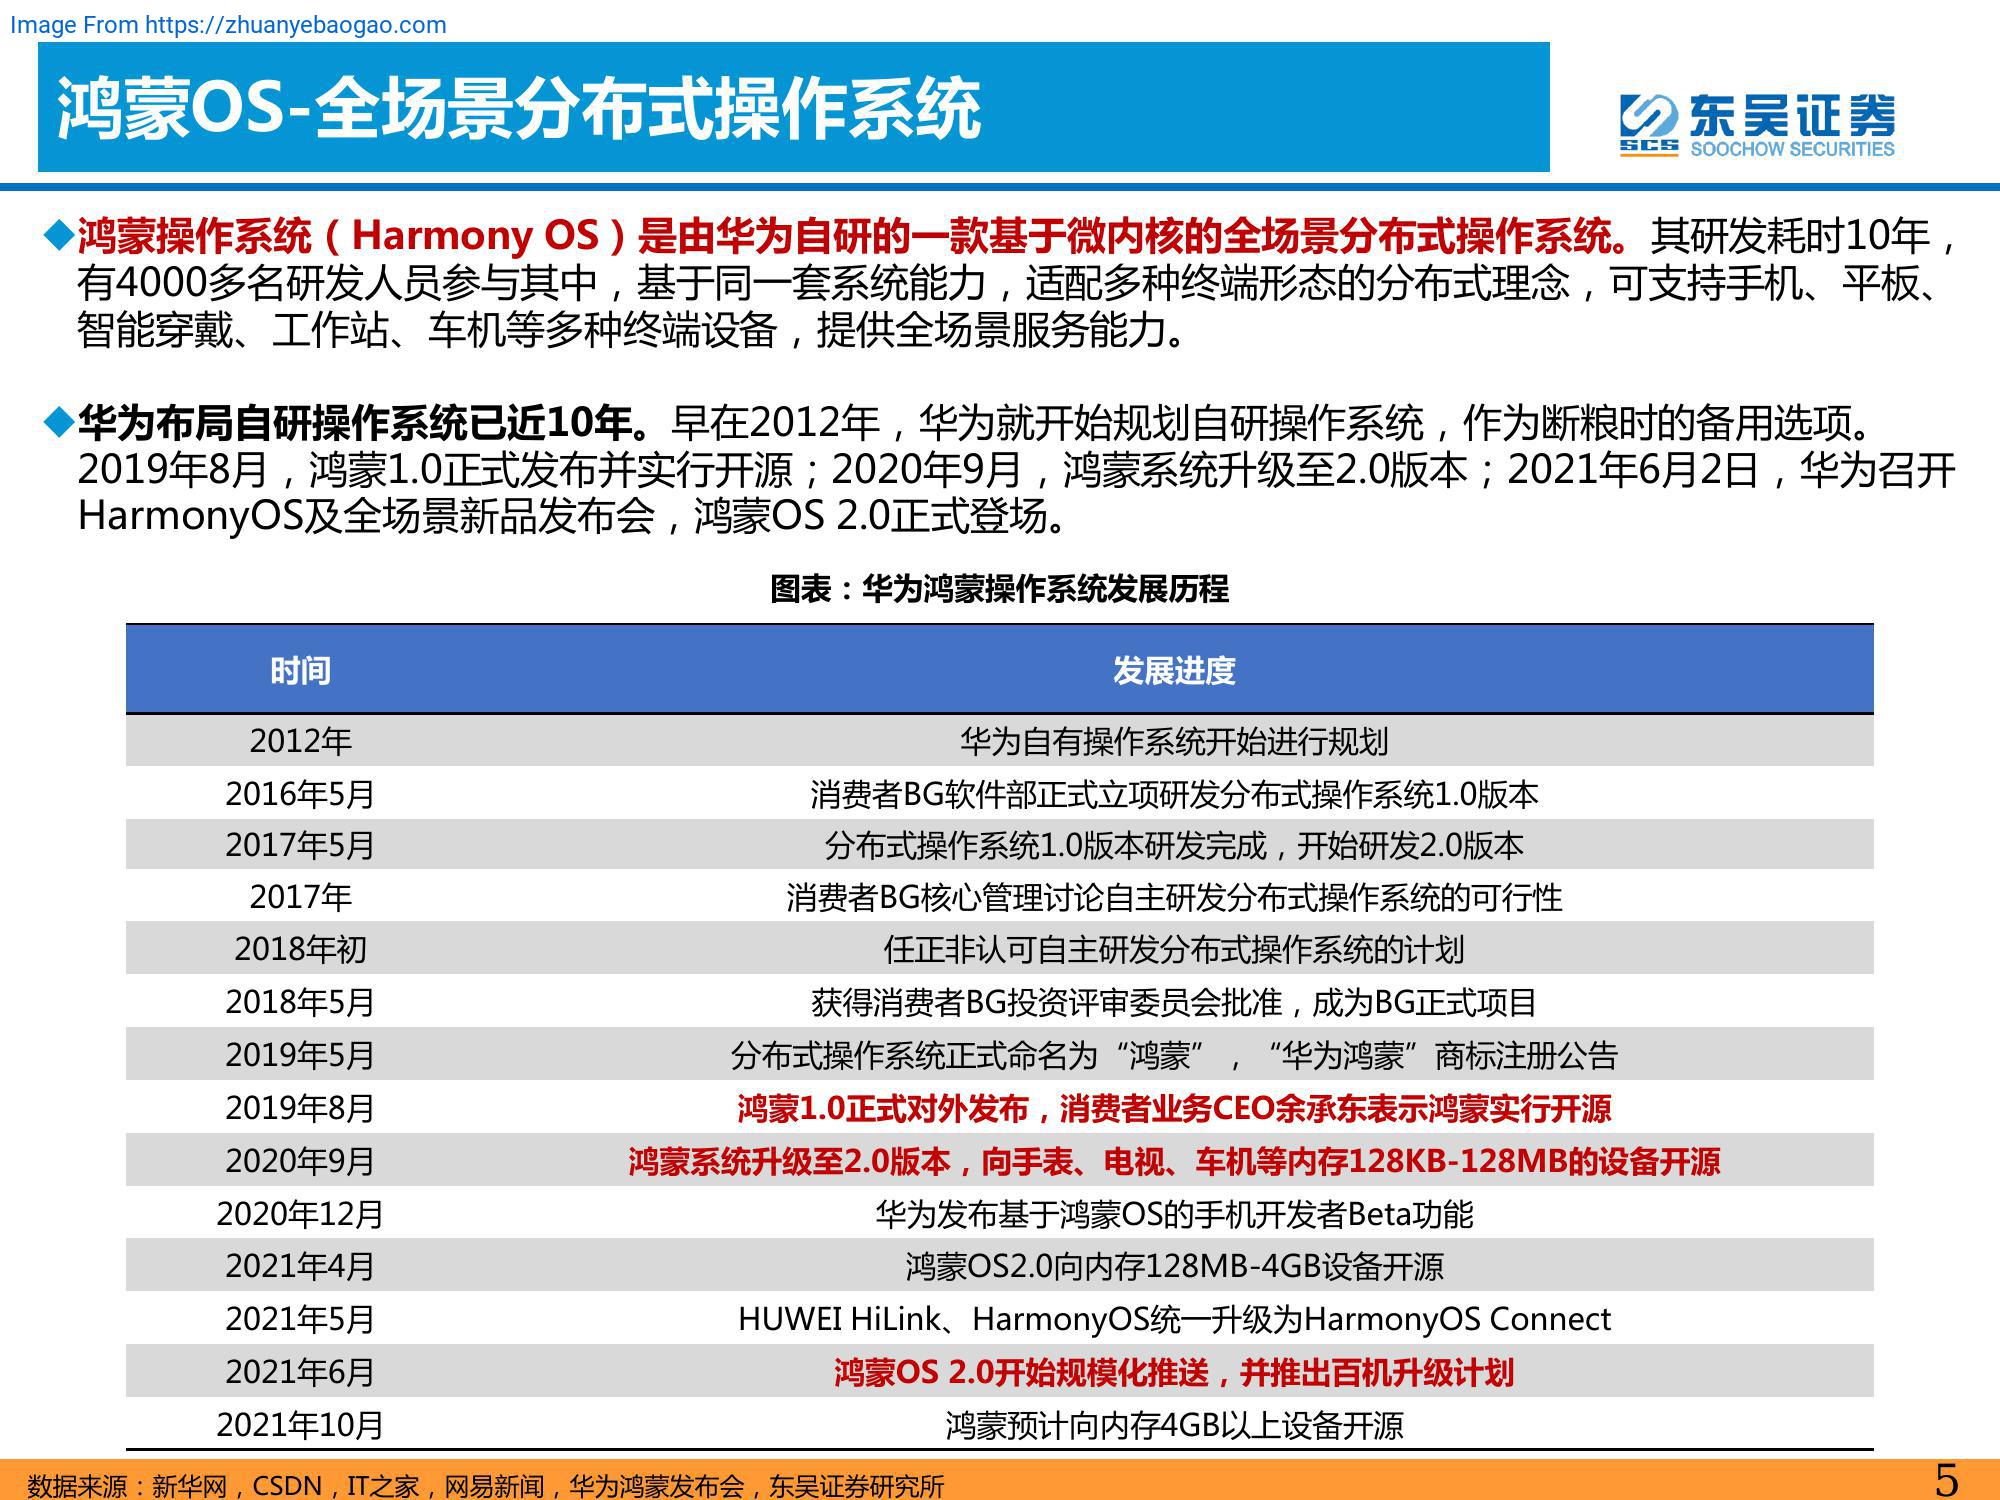 Image From https://zhuanyebaogao.com
鸿蒙OS-全场景分布式操作系统
东吴证券
SCS
SOOCHOW SECURITIES
鸿蒙操作系统（Harmony OS）是由华为自研的一款基于微内核的全场景分布式操作系统。其研发耗时10年，
有4000多名研发人员参与其中，基于同一套系统能力，适配多种终端形态的分布式理念，可支持手机、平板、
智能穿戴、工作站、车机等多种终端设备，提供全场景服务能力。
华为布局自研操作系统已近10年。早在2012年，华为就开始规划自研操作系统，作为断粮时的备用选项。
2019年8月，鸿蒙1.0正式发布并实行开源；2020年9月，鸿蒙系统升级至2.0版本；2021年6月2日，华为召开
HarmonyOS及全场景新品发布会，鸿蒙OS 2.0正式登场。
图表：华为鸿蒙操作系统发展历程
时间 发展进度
2012年 华为自有操作系统开始进行规划
2016年5月 消费者BG软件部正式立项研发分布式操作系统1.0版本
2017年5月 分布式操作系统1.0版本研发完成，开始研发2.0版本
2017年 消费者BG核心管理讨论自主研发分布式操作系统的可行性
2018年初 任正非认可自主研发分布式操作系统的计划
2018年5月 获得消费者BG投资评审委员会批准，成为BG正式项目
2019年5月 分布式操作系统正式命名为“鸿蒙”，“华为鸿蒙”商标注册公告
2019年8月 鸿蒙1.0正式对外发布，消费者业务CEO余承东表示鸿蒙实行开源
2020年9月 鸿蒙系统升级至2.0版本，向手表、电视、车机等内存128KB-128MB的设备开源
2020年12月 华为发布基于鸿蒙OS的手机开发者Beta功能
2021年4月 鸿蒙OS2.0向内存128MB-4GB设备开源
2021年5月 HUWEI HiLink、HarmonyOS统一升级为HarmonyOS Connect
2021年6月 鸿蒙OS 2.0开始规模化推送，并推出百机升级计划
2021年10月 鸿蒙预计向内存4GB以上设备开源
数据来源：新华网，CSDN，IT之家，网易新闻，华为鸿蒙发布会，东吴证券研究所
5